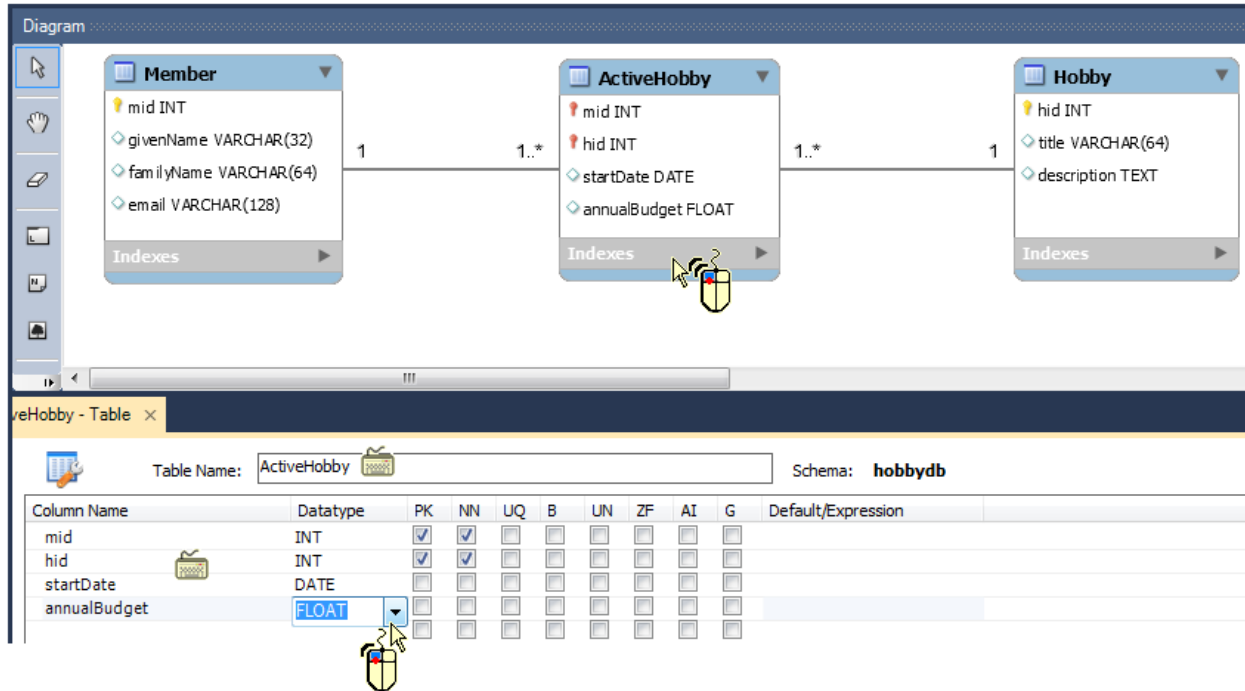 Diagram
Member
mid INT
givenName VARCHAR(32)
familyName VARCHAR(64)
email VARCHAR(128)
Indexes
1
1..*
ActiveHobby
mid INT
hid INT
startDate DATE
annualBudget FLOAT
Indexes
1..*
1
Hobby
hid INT
title VARCHAR(64)
description TEXT
Indexes
veHobby - Table
Table Name: ActiveHobby Schema: hobbydb
Column Name Datatype PK NN UQ B UN ZF AI G Default/Expression
mid INT
hid INT
startDate DATE
annualBudget FLOAT